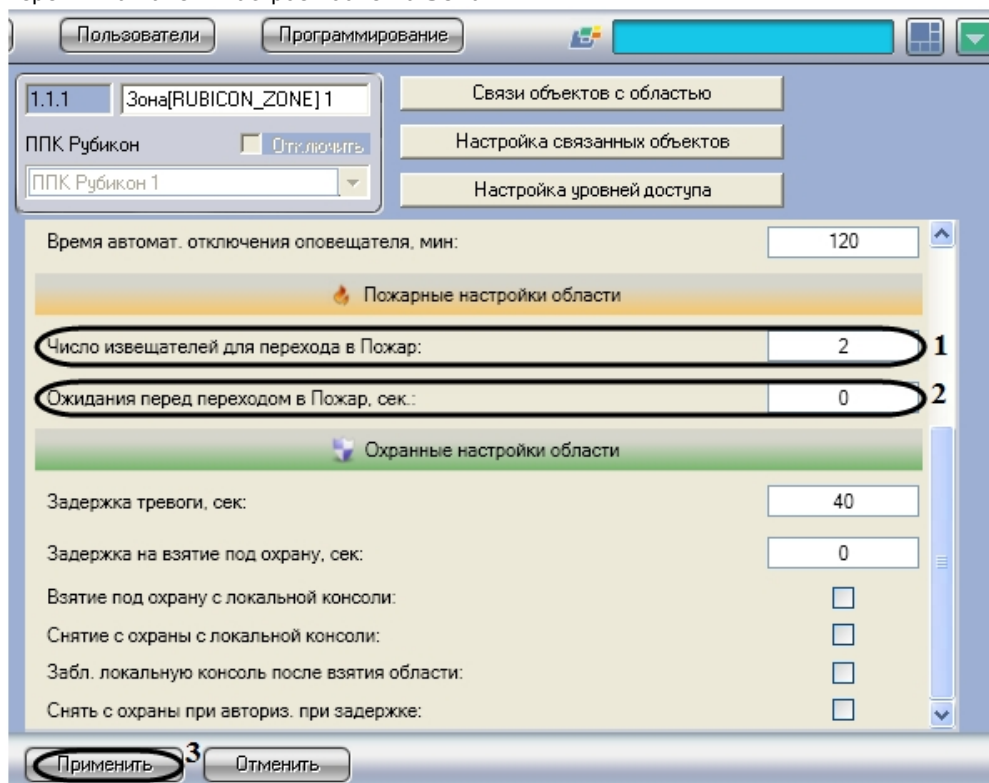 Пользователи
Программирование
1.1.1
Зона[RUBICON_ZONE] 1
ППК Рубикон
Отключить
ППК Рубикон 1
Связи объектов с областью
Настройка связанных объектов
Настройка уровней доступа
Время автомат. отключения оповещателя, мин: 120
Пожарные настройки области
Число извещателей для перехода в Пожар: 2 1
Ожидания перед переходом в Пожар, сек.: 0 2
Охранные настройки области
Задержка тревоги, сек: 40
Задержка на взятие под охрану, сек: 0
Взятие под охрану с локальной консоли:
Снятие с охраны с локальной консоли:
Забл. локальную консоль после взятия области:
Снять с охраны при авториз. при задержке:
Применить 3 Отменить